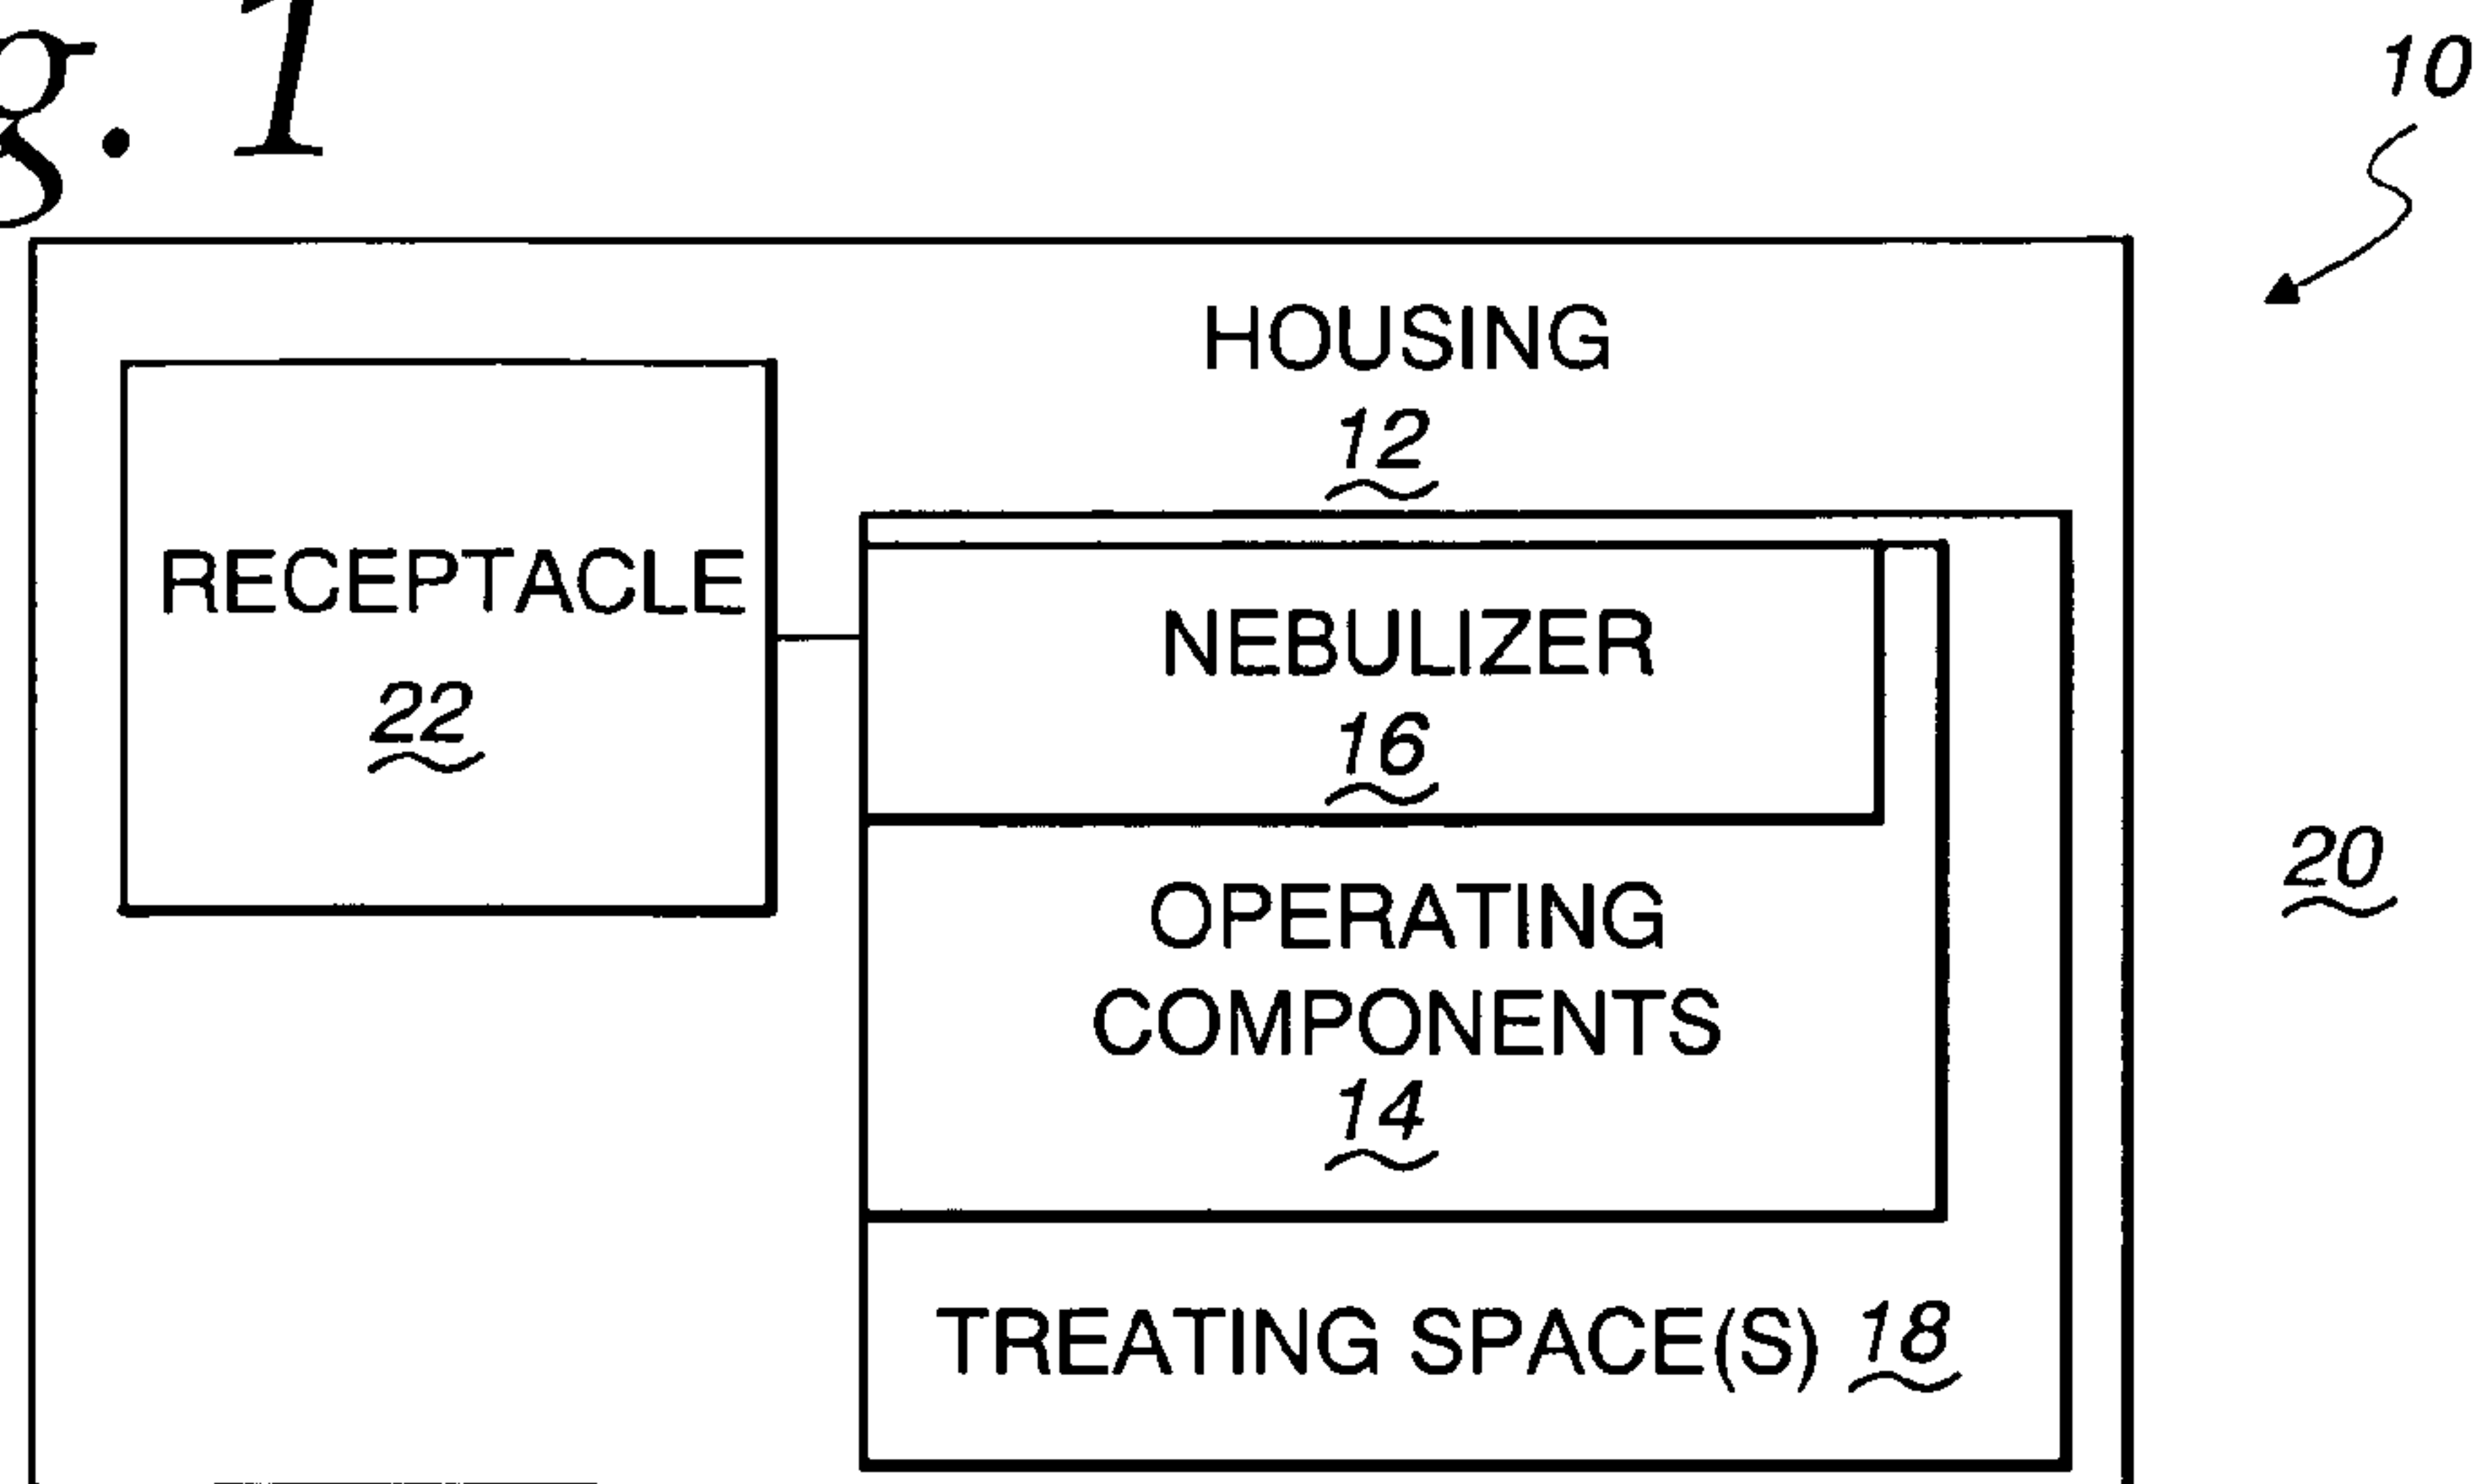 g. 1
10
HOUSING
12
RECEPTACLE
22
NEBULIZER
16
OPERATING
COMPONENTS
14
20
TREATING SPACE(S) 18